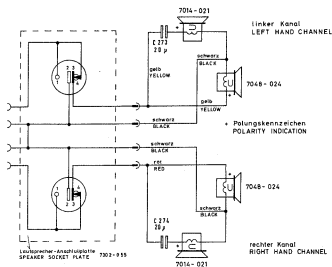 7014-021
linker Kanal
LEFT HAND CHANNEL
C 273
20 µ
gelb
YELLOW
schwarz
BLACK
7048-024
gelb
YELLOW
+ Polungskennzeichen
POLARITY INDICATION
schwarz
BLACK
schwarz
BLACK
rot
RED
7048-024
schwarz
BLACK
C 274
20 µ
rechter Kanal
RIGHT HAND CHANNEL
7014-021
Lautsprecher-Anschlußplatte
SPEAKER SOCKET PLATE 7302-055